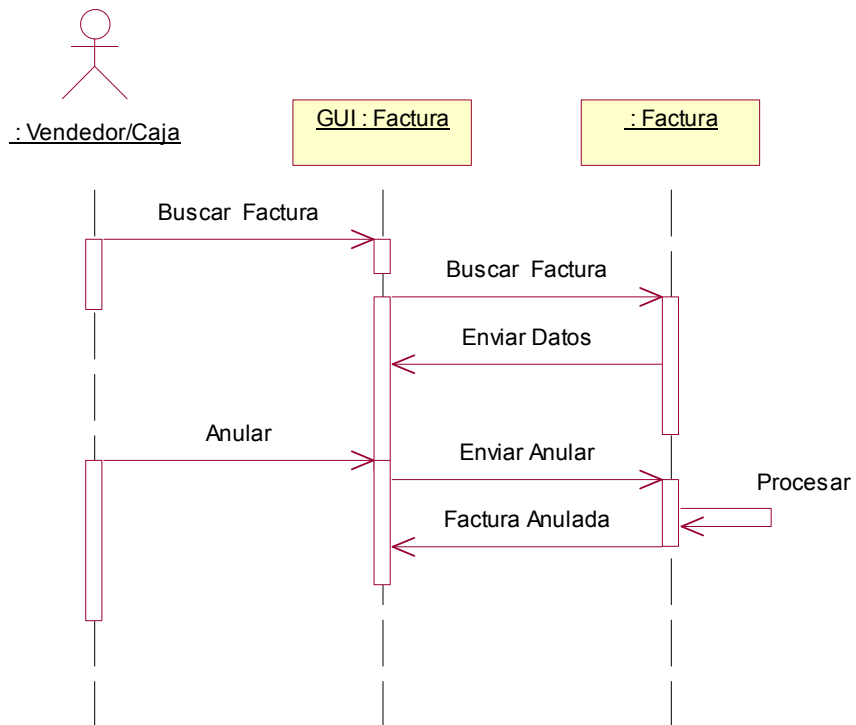 : Vendedor/Caja
GUI : Factura
: Factura
Buscar Factura
Buscar Factura
Enviar Datos
Anular
Enviar Anular
Procesar
Factura Anulada